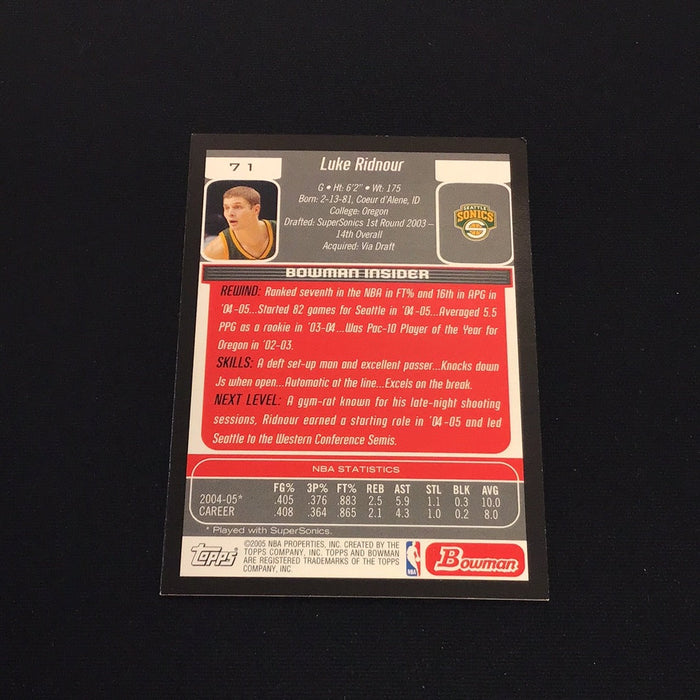 71
Luke Ridnour
G • Ht: 6'2" • Wt: 175
Born: 2-13-81, Coeur d'Alene, ID
College: Oregon
Drafted: SuperSonics 1st Round 2003 –
14th Overall
Acquired: Via Draft
SEATTLE
SONICS
BOWMAN INSIDER
REWIND: Ranked seventh in the NBA in FT% and 16th in APG in
'04-05...Started 82 games for Seattle in '04-05...Averaged 5.5
PPG as a rookie in '03-04...Was Pac-10 Player of the Year for
Oregon in '02-03.
SKILLS: A deft set-up man and excellent passer...Knocks down
Js when open...Automatic at the line...Excels on the break.
NEXT LEVEL: A gym-rat known for his late-night shooting
sessions, Ridnour earned a starting role in '04-05 and led
Seattle to the Western Conference Semis.
NBA STATISTICS
FG% 3P% FT% REB AST STL BLK AVG
2004-05* .405 .376 .883 2.5 5.9 1.1 0.3 10.0
CAREER .408 .364 .865 2.1 4.3 1.0 0.2 8.0
* Played with SuperSonics.
Topps
©2005 NBA PROPERTIES, INC. CREATED BY THE
TOPPS COMPANY, INC. TOPPS AND BOWMAN
ARE REGISTERED TRADEMARKS OF THE TOPPS
COMPANY, INC.
NBA
Bowman